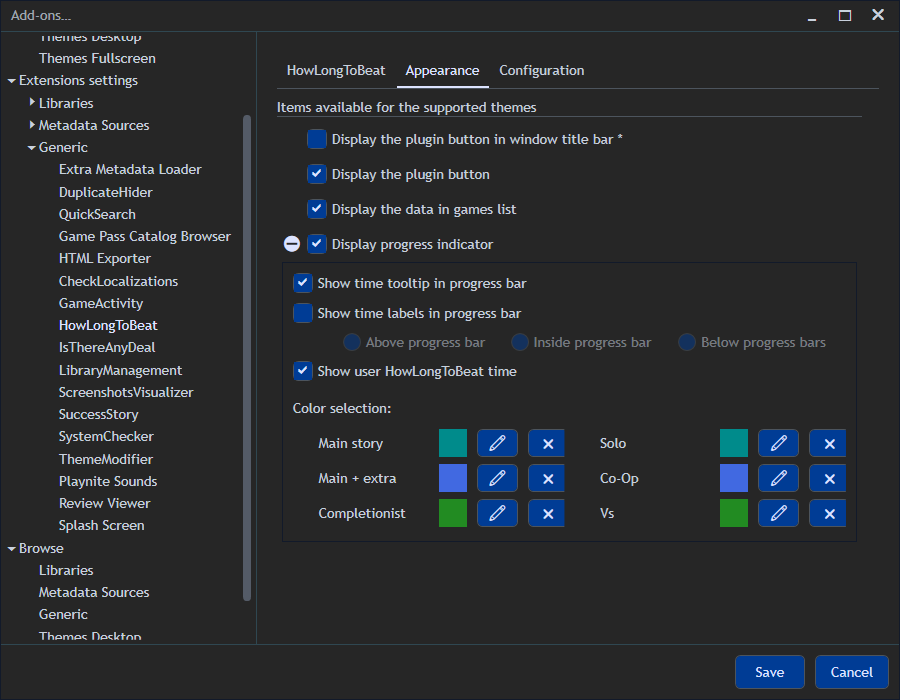 Add-ons...
Themes Desktop
Themes Fullscreen
Extensions settings
Libraries
Metadata Sources
Generic
Extra Metadata Loader
DuplicateHider
QuickSearch
Game Pass Catalog Browser
HTML Exporter
CheckLocalizations
GameActivity
HowLongToBeat
IsThereAnyDeal
LibraryManagement
ScreenshotsVisualizer
SuccessStory
SystemChecker
ThemeModifier
Playnite Sounds
Review Viewer
Splash Screen
Browse
Libraries
Metadata Sources
Generic
Themes Desktop
HowLongToBeat Appearance Configuration
Items available for the supported themes
Display the plugin button in window title bar *
Display the plugin button
Display the data in games list
Display progress indicator
Show time tooltip in progress bar
Show time labels in progress bar
Above progress bar Inside progress bar Below progress bars
Show user HowLongToBeat time
Color selection:
Main story Solo
Main + extra Co-Op
Completionist Vs
Save Cancel